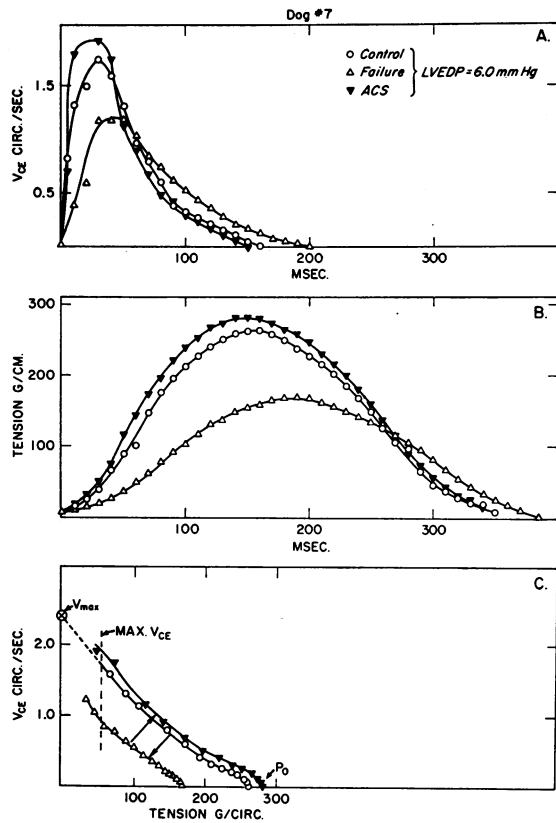 Dog #7
A.
○ Control
△ Failure
▼ ACS
LVEDP = 6.0 mm Hg
V_CE CIRC./SEC.
1.5
0.5
100 200 300
MSEC.
B.
TENSION G/CM.
300
200
100
100 200 300
MSEC.
C.
V_CE CIRC./SEC.
Vmax
MAX. V_CE
2.0
1.0
P_O
100 200 300
TENSION G/CIRC.